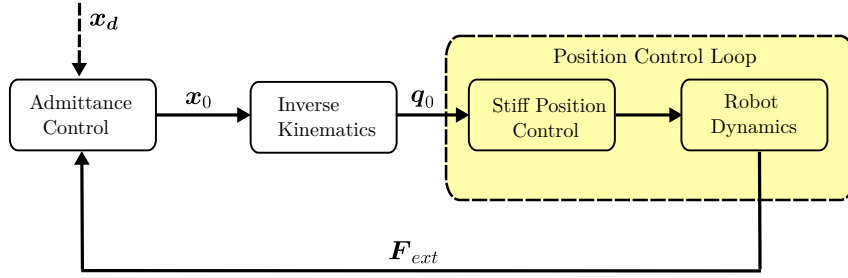 x_d
Position Control Loop
Admittance
Control
x_0
Inverse
Kinematics
q_0
Stiff Position
Control
Robot
Dynamics
F_ext